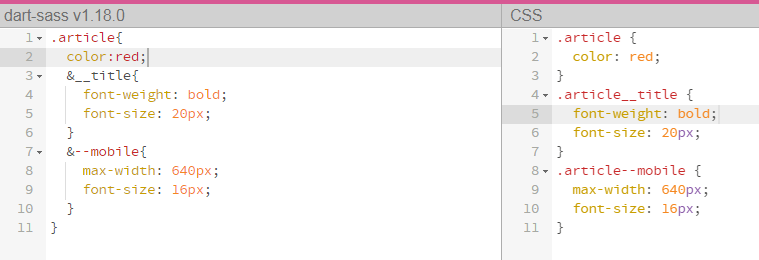 dart-sass v1.18.0
1 .article{
2 color:red;
3 &__title{
4 font-weight: bold;
5 font-size: 20px;
6 }
7 &--mobile{
8 max-width: 640px;
9 font-size: 16px;
10 }
11 }
CSS
1 .article {
2 color: red;
3 }
4 .article__title {
5 font-weight: bold;
6 font-size: 20px;
7 }
8 .article--mobile {
9 max-width: 640px;
10 font-size: 16px;
11 }